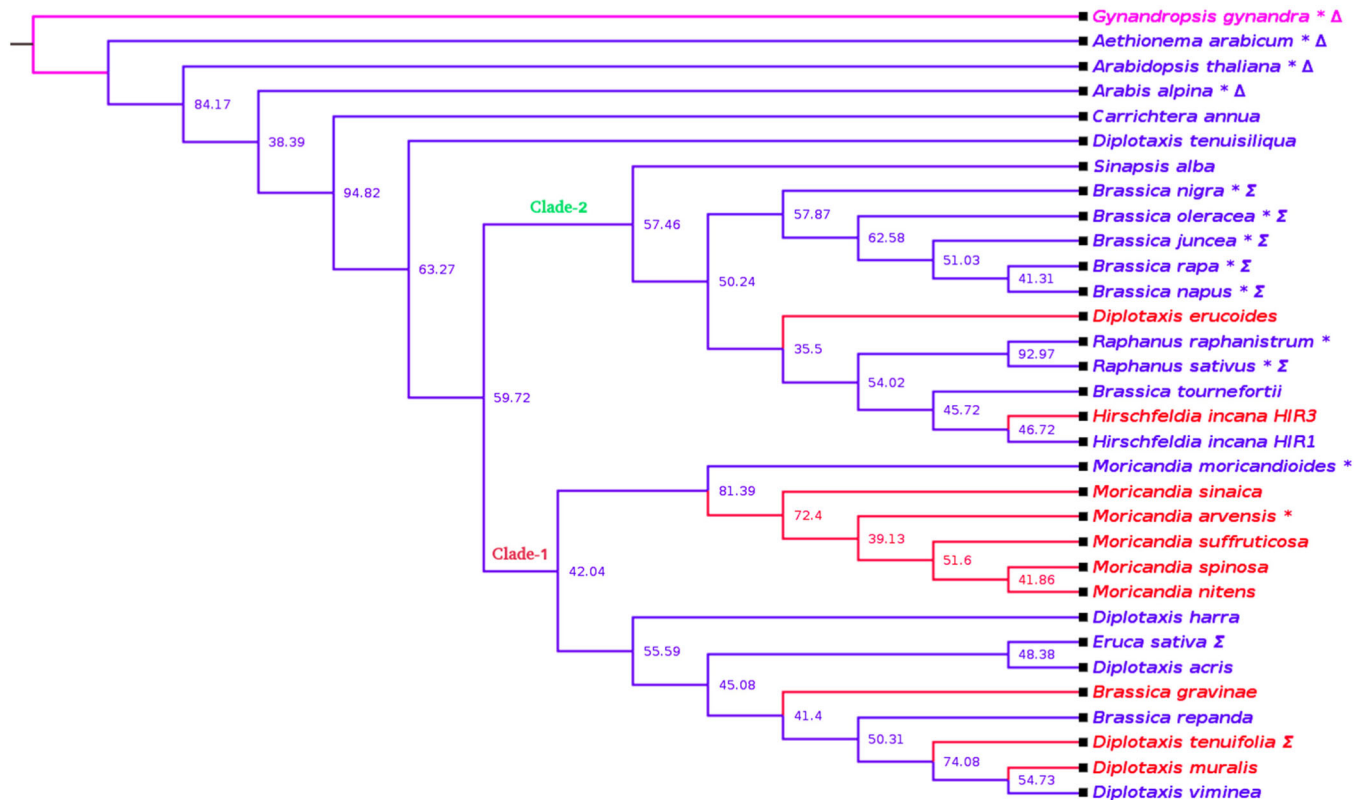 Gynandropsis gynandra * Δ
Aethionema arabicum * Δ
Arabidopsis thaliana * Δ
84.17
Arabis alpina * Δ
38.39
Carrichtera annua
94.82
Diplotaxis tenuisiliqua
63.27
Sinapsis alba
Clade-2
57.46
Brassica nigra * Σ
57.87
Brassica oleracea * Σ
62.58
Brassica juncea * Σ
51.03
Brassica rapa * Σ
41.31
Brassica napus * Σ
50.24
Diplotaxis erucoides
35.5
Raphanus raphanistrum *
92.97
Raphanus sativus * Σ
54.02
Brassica tournefortii
45.72
Hirschfeldia incana HIR3
46.72
Hirschfeldia incana HIR1
59.72
Moricandia moricandioides *
81.39
Moricandia sinaica
72.4
Moricandia arvensis *
39.13
Moricandia suffruticosa
51.6
Moricandia spinosa
41.86
Moricandia nitens
Clade-1
42.04
Diplotaxis harra
55.59
Eruca sativa Σ
48.38
Diplotaxis acris
45.08
Brassica gravinae
41.4
Brassica repanda
50.31
Diplotaxis tenuifolia Σ
74.08
Diplotaxis muralis
54.73
Diplotaxis viminea